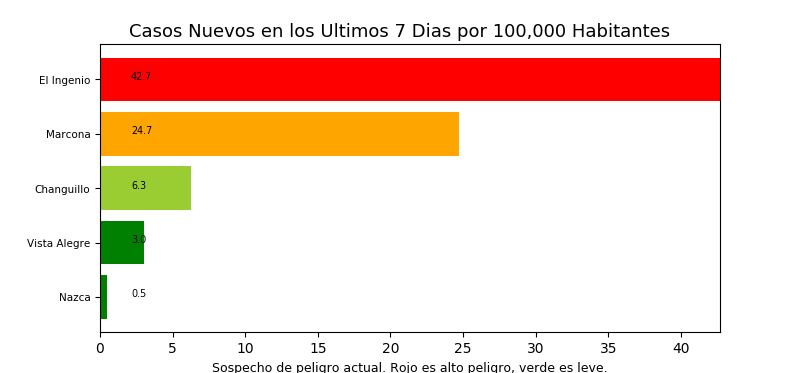 Casos Nuevos en los Ultimos 7 Dias por 100,000 Habitantes
El Ingenio 42.7
Marcona 24.7
Changuillo 6.3
Vista Alegre 3.0
Nazca 0.5
0 5 10 15 20 25 30 35 40
Sospecho de peligro actual. Rojo es alto peligro, verde es leve.